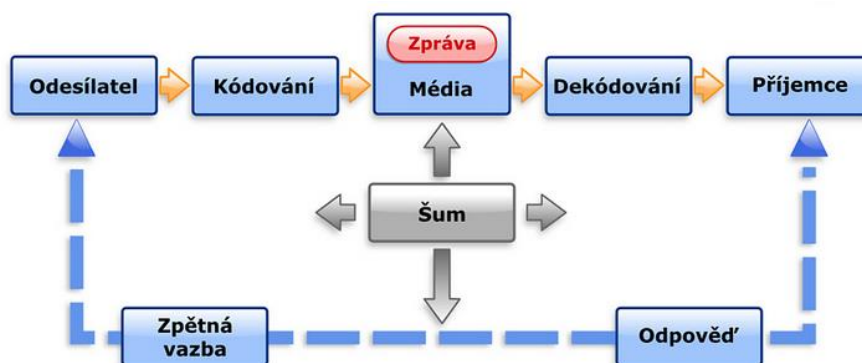 Zpráva
Odesílatel
Kódování
Média
Dekódování
Příjemce
Šum
Zpětná
vazba
Odpověď